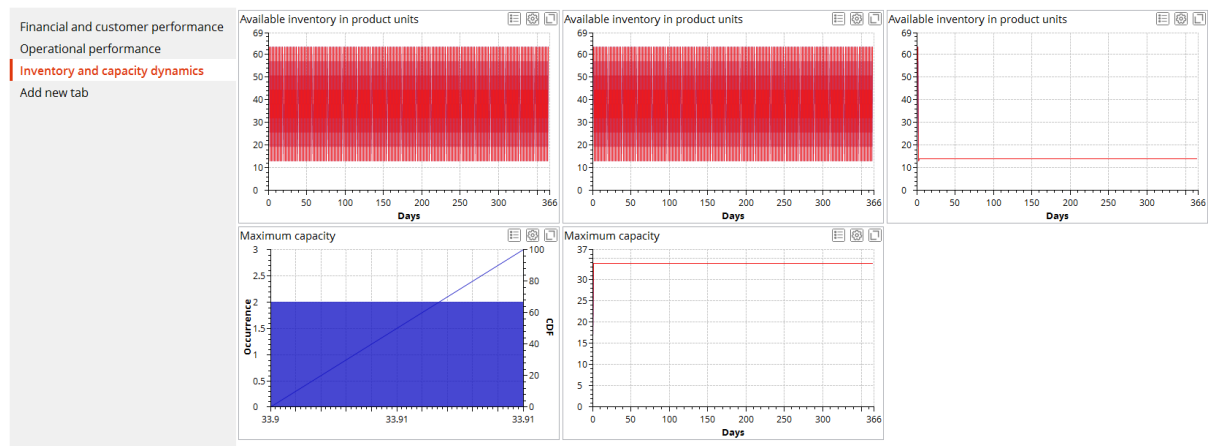 Financial and customer performance
Operational performance
Inventory and capacity dynamics
Add new tab
Available inventory in product units
69
60
50
40
30
20
10
0
0 50 100 150 200 250 300 366
Days
Available inventory in product units
69
60
50
40
30
20
10
0
0 50 100 150 200 250 300 366
Days
Available inventory in product units
69
60
50
40
30
20
10
0
0 50 100 150 200 250 300 366
Days
Maximum capacity
Occurrence
3
2.5
2
1.5
1
0.5
0
100
80
60
40
20
0
CDF
33.9 33.91 33.91
Maximum capacity
37
30
25
20
15
10
5
0
0 50 100 150 200 250 300 366
Days